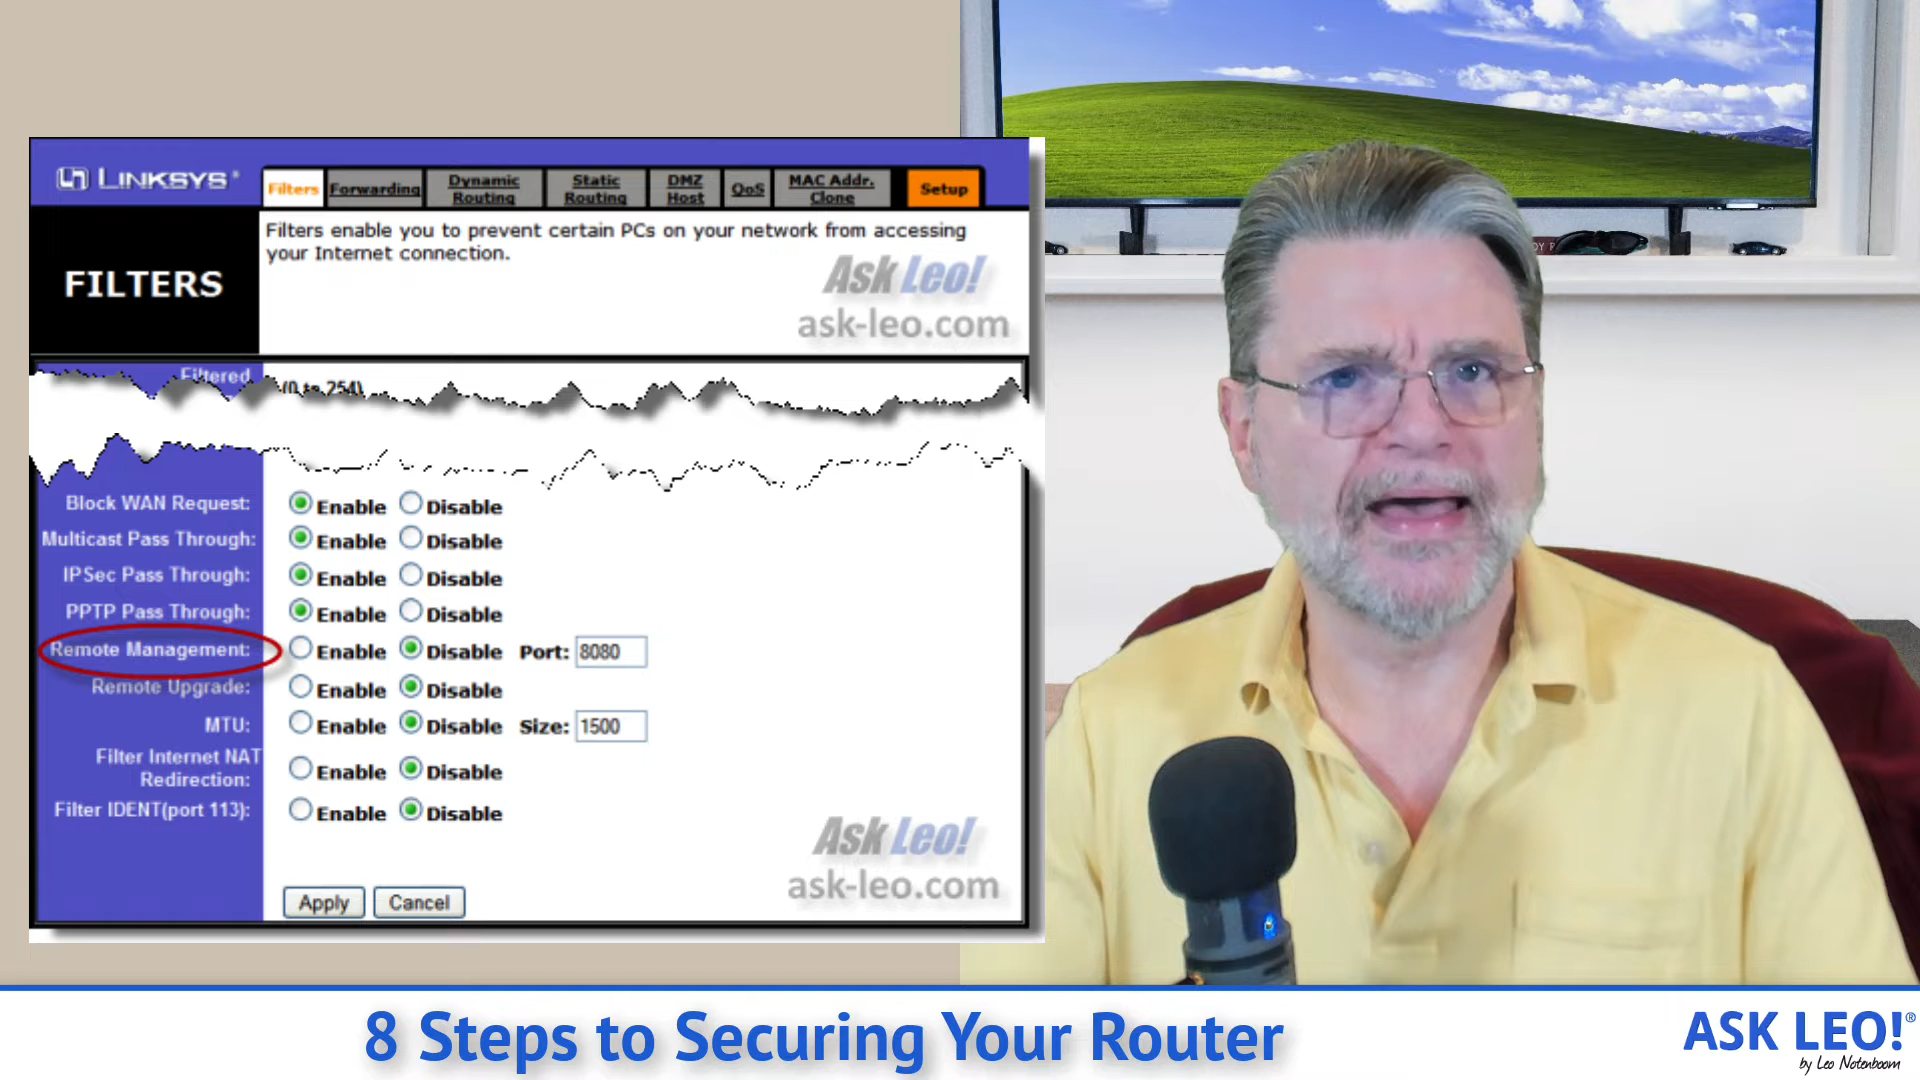 LINKSYS®
Filters
Forwarding
Dynamic
Routing
Static
Routing
DMZ
Host
QoS
MAC Addr.
Clone
Setup
FILTERS
Filters enable you to prevent certain PCs on your network from accessing
your Internet connection.
Ask Leo!
ask-leo.com
Filtered
(0 to 254)
Block WAN Request: Enable Disable
Multicast Pass Through: Enable Disable
IPSec Pass Through: Enable Disable
PPTP Pass Through: Enable Disable
Remote Management: Enable Disable Port: 8080
Remote Upgrade: Enable Disable
MTU: Enable Disable Size: 1500
Filter Internet NAT
Redirection: Enable Disable
Filter IDENT(port 113): Enable Disable
Ask Leo!
ask-leo.com
Apply Cancel
8 Steps to Securing Your Router
ASK LEO!®
by Leo Notenboom